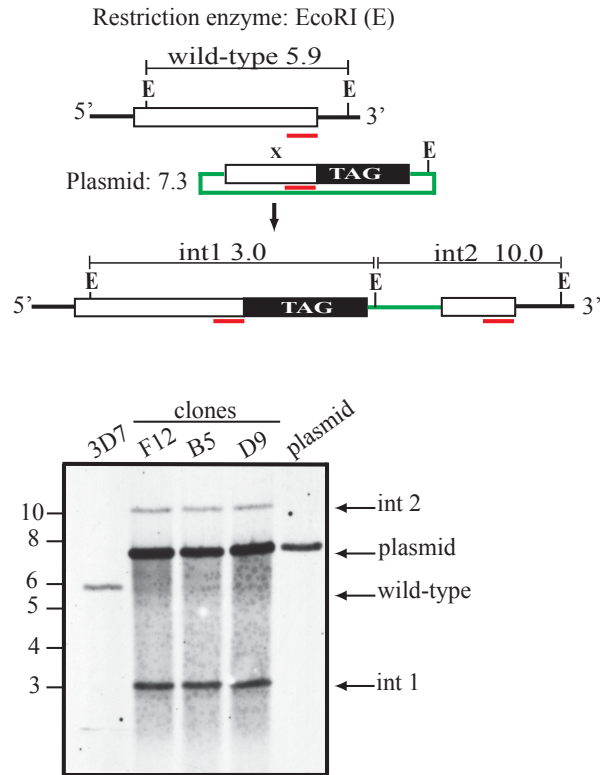 Restriction enzyme: EcoRI (E)
wild-type 5.9
E E
5’ 3’
x
E
Plasmid: 7.3
TAG
int1 3.0 int2 10.0
E E E
5’ TAG 3’
clones
3D7 F12 B5 D9 plasmid
10 int 2
8 plasmid
6 wild-type
5
4
3 int 1